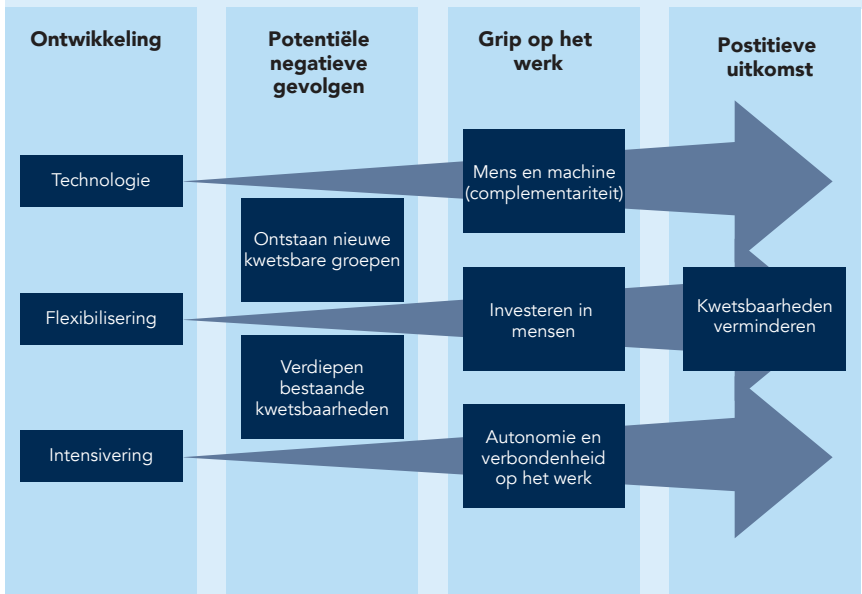 Ontwikkeling
Potentiële
negatieve
gevolgen
Grip op het
werk
Postitieve
uitkomst
Technologie
Mens en machine
(complementariteit)
Ontstaan nieuwe
kwetsbare groepen
Flexibilisering
Investeren in
mensen
Kwetsbaarheden
verminderen
Verdiepen
bestaande
kwetsbaarheden
Intensivering
Autonomie en
verbondenheid
op het werk